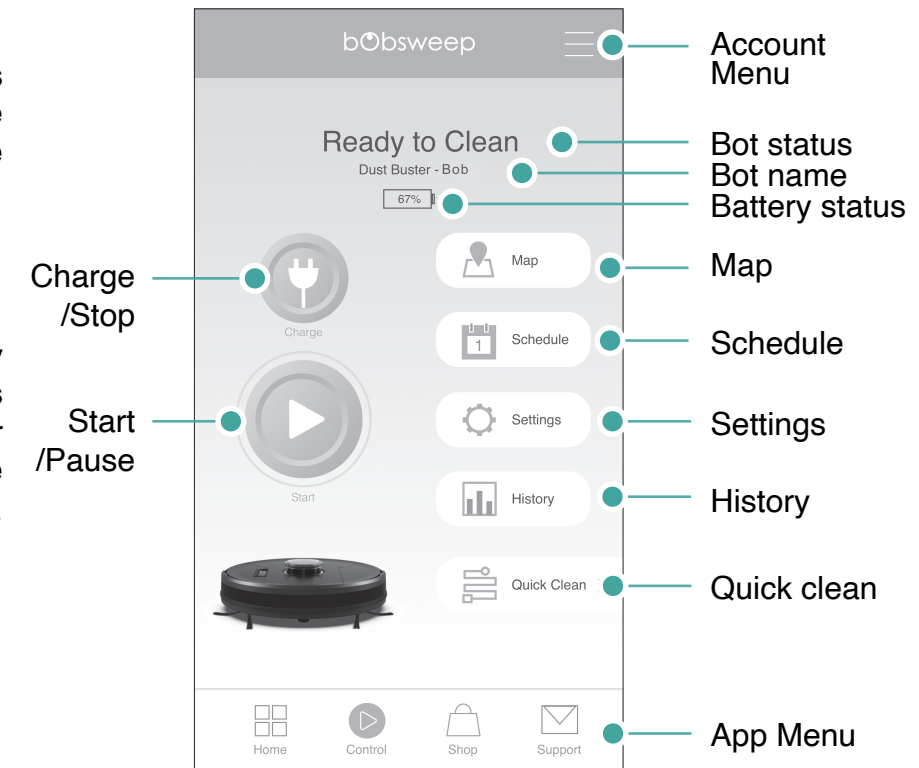 bobsweep
Account
Menu
Ready to Clean
Bot status
Dust Buster - Bob
Bot name
67%
Battery status
Charge
/Stop
Charge
Map
Map
Schedule
1
Schedule
Start
/Pause
Start
Settings
Settings
History
History
Quick Clean
Quick clean
Home
Control
Shop
Support
App Menu